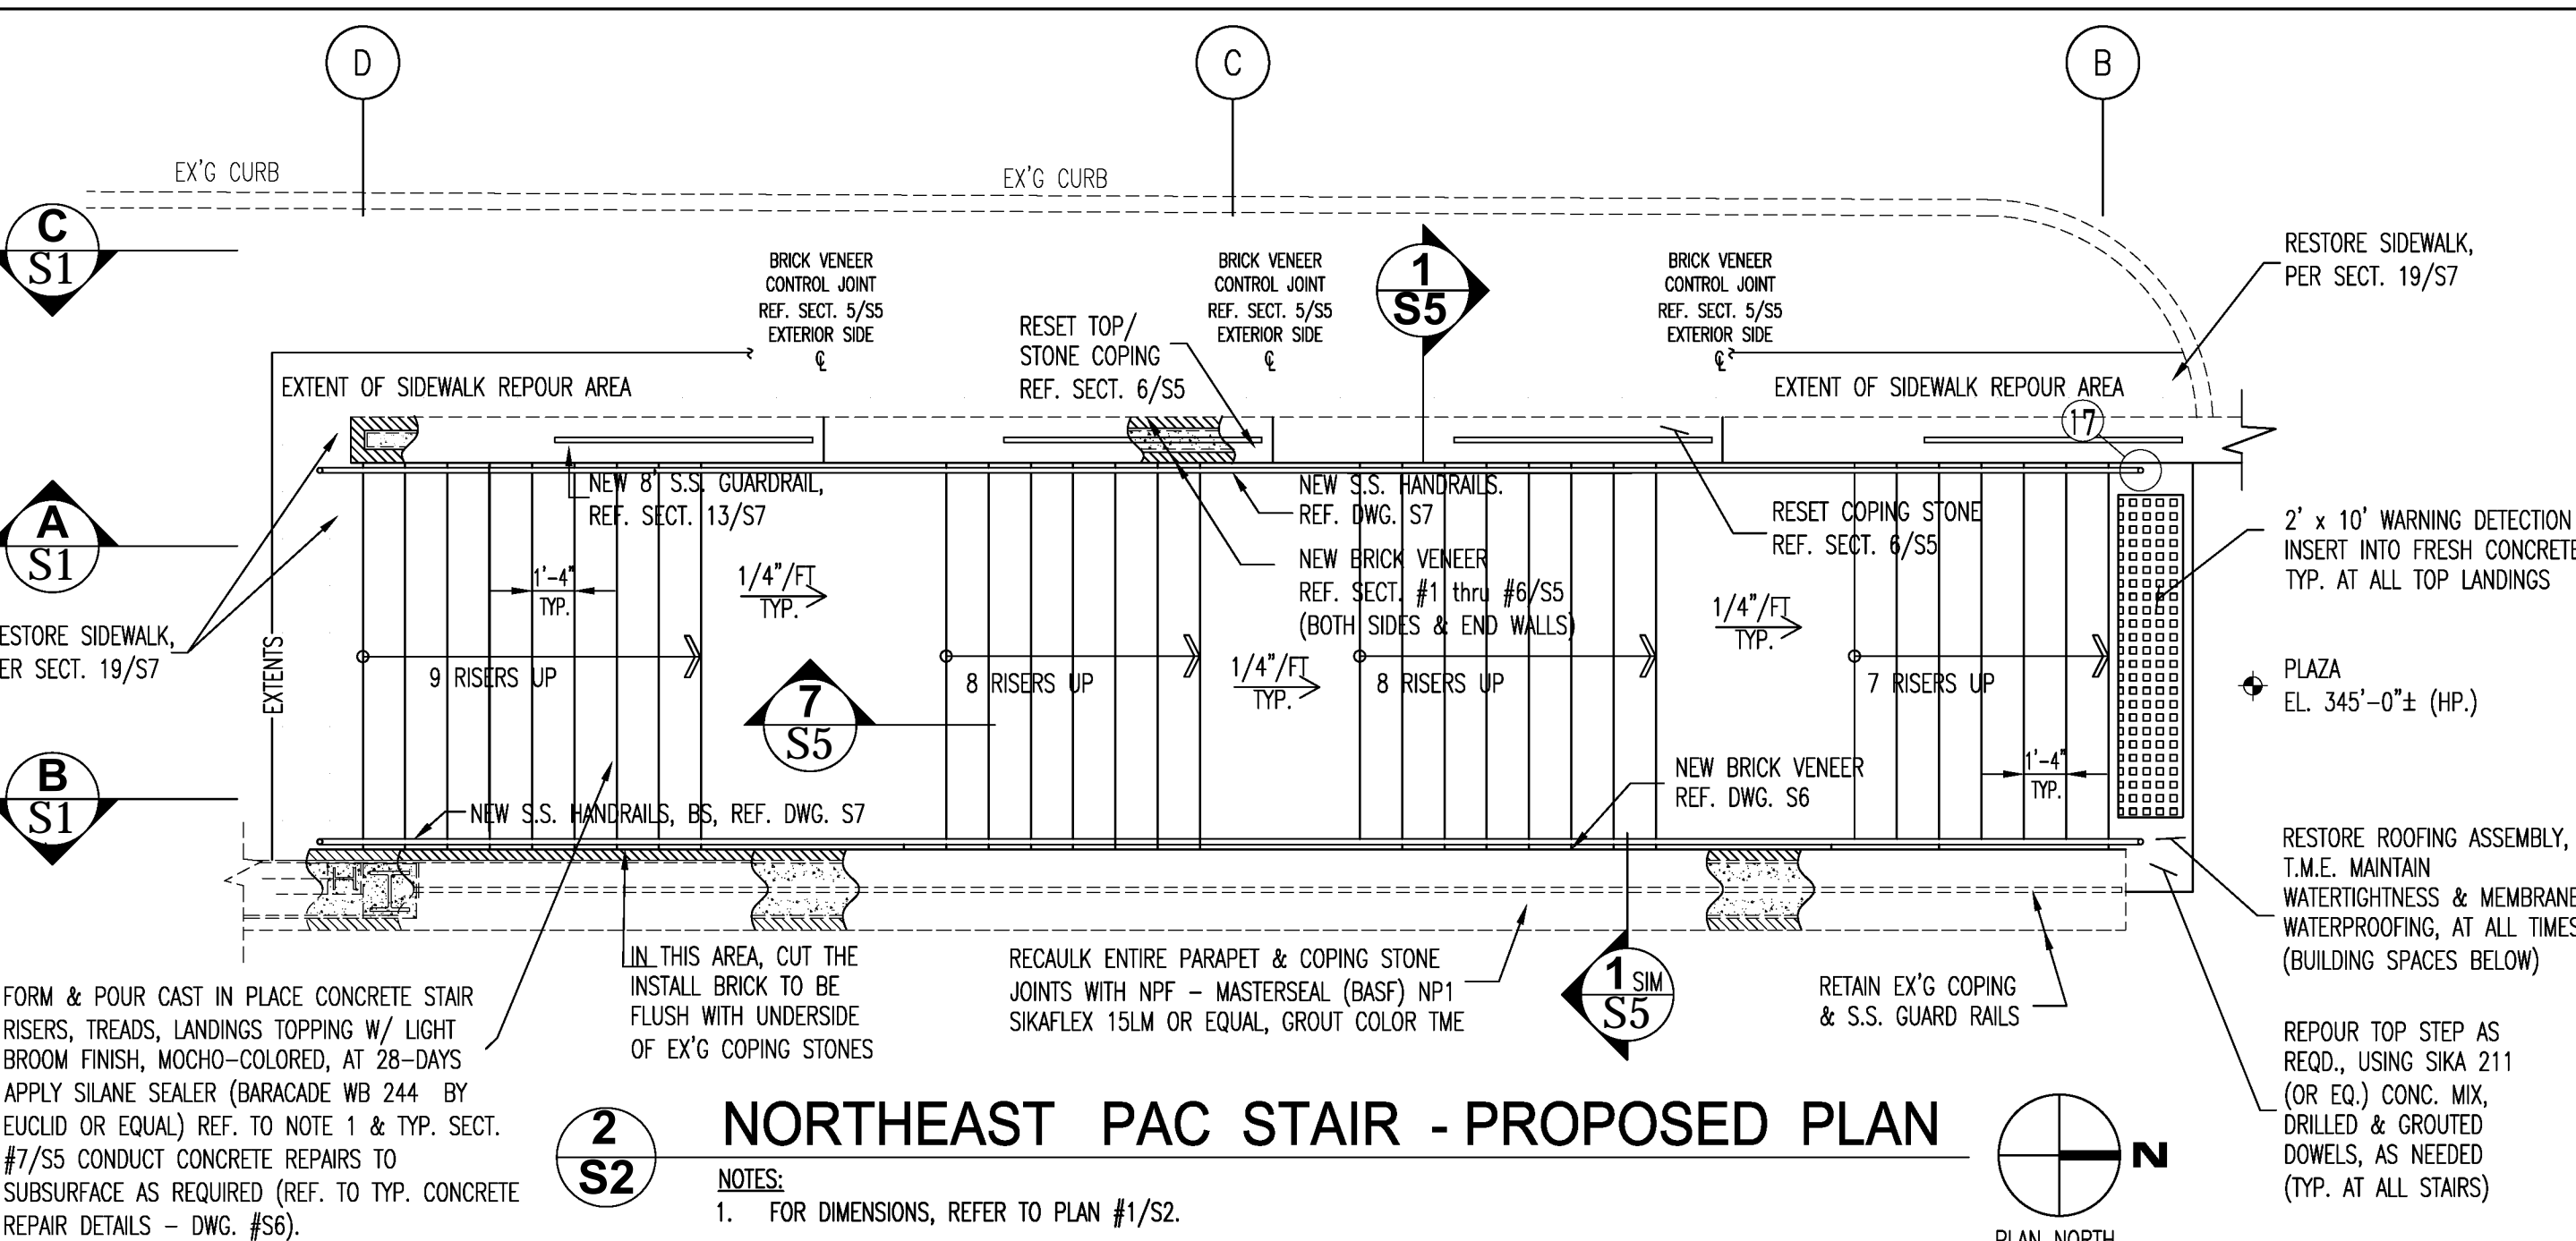 D
C
B
EX'G CURB
EX'G CURB
C
S1
BRICK VENEER
CONTROL JOINT
REF. SECT. 5/S5
EXTERIOR SIDE
℄
BRICK VENEER
CONTROL JOINT
REF. SECT. 5/S5
EXTERIOR SIDE
℄
1
S5
BRICK VENEER
CONTROL JOINT
REF. SECT. 5/S5
EXTERIOR SIDE
℄
RESTORE SIDEWALK,
PER SECT. 19/S7
RESET TOP/
STONE COPING
REF. SECT. 6/S5
EXTENT OF SIDEWALK REPOUR AREA
EXTENT OF SIDEWALK REPOUR AREA
17
A
S1
NEW 8' S.S. GUARDRAIL,
REF. SECT. 13/S7
NEW S.S. HANDRAILS.
REF. DWG. S7
RESET COPING STONE
REF. SECT. 6/S5
2' x 10' WARNING DETECTION
INSERT INTO FRESH CONCRETE
TYP. AT ALL TOP LANDINGS
NEW BRICK VENEER
REF. SECT. #1 thru #6/S5
(BOTH SIDES & END WALLS)
1'-4"
TYP.
1/4"/FT
TYP.
1/4"/FT
TYP.
1/4"/FT
TYP.
ESTORE SIDEWALK,
ER SECT. 19/S7
EXTENTS
9 RISERS UP
8 RISERS UP
8 RISERS UP
7 RISERS UP
PLAZA
EL. 345'-0"± (HP.)
7
S5
B
S1
NEW S.S. HANDRAILS, BS, REF. DWG. S7
NEW BRICK VENEER
REF. DWG. S6
1'-4"
TYP.
RESTORE ROOFING ASSEMBLY,
T.M.E. MAINTAIN
WATERTIGHTNESS & MEMBRANE
WATERPROOFING, AT ALL TIMES
(BUILDING SPACES BELOW)
IN THIS AREA, CUT THE
INSTALL BRICK TO BE
FLUSH WITH UNDERSIDE
OF EX'G COPING STONES
RECAULK ENTIRE PARAPET & COPING STONE
JOINTS WITH NPF - MASTERSEAL (BASF) NP1
SIKAFLEX 15LM OR EQUAL, GROUT COLOR TME
1 SIM
S5
RETAIN EX'G COPING
& S.S. GUARD RAILS
FORM & POUR CAST IN PLACE CONCRETE STAIR
RISERS, TREADS, LANDINGS TOPPING W/ LIGHT
BROOM FINISH, MOCHO-COLORED, AT 28-DAYS
APPLY SILANE SEALER (BARACADE WB 244 BY
EUCLID OR EQUAL) REF. TO NOTE 1 & TYP. SECT.
#7/S5 CONDUCT CONCRETE REPAIRS TO
SUBSURFACE AS REQUIRED (REF. TO TYP. CONCRETE
REPAIR DETAILS - DWG. #S6).
REPOUR TOP STEP AS
REQD., USING SIKA 211
(OR EQ.) CONC. MIX,
DRILLED & GROUTED
DOWELS, AS NEEDED
(TYP. AT ALL STAIRS)
2
S2
NORTHEAST PAC STAIR - PROPOSED PLAN
NOTES:
1. FOR DIMENSIONS, REFER TO PLAN #1/S2.
N
PLAN NORTH